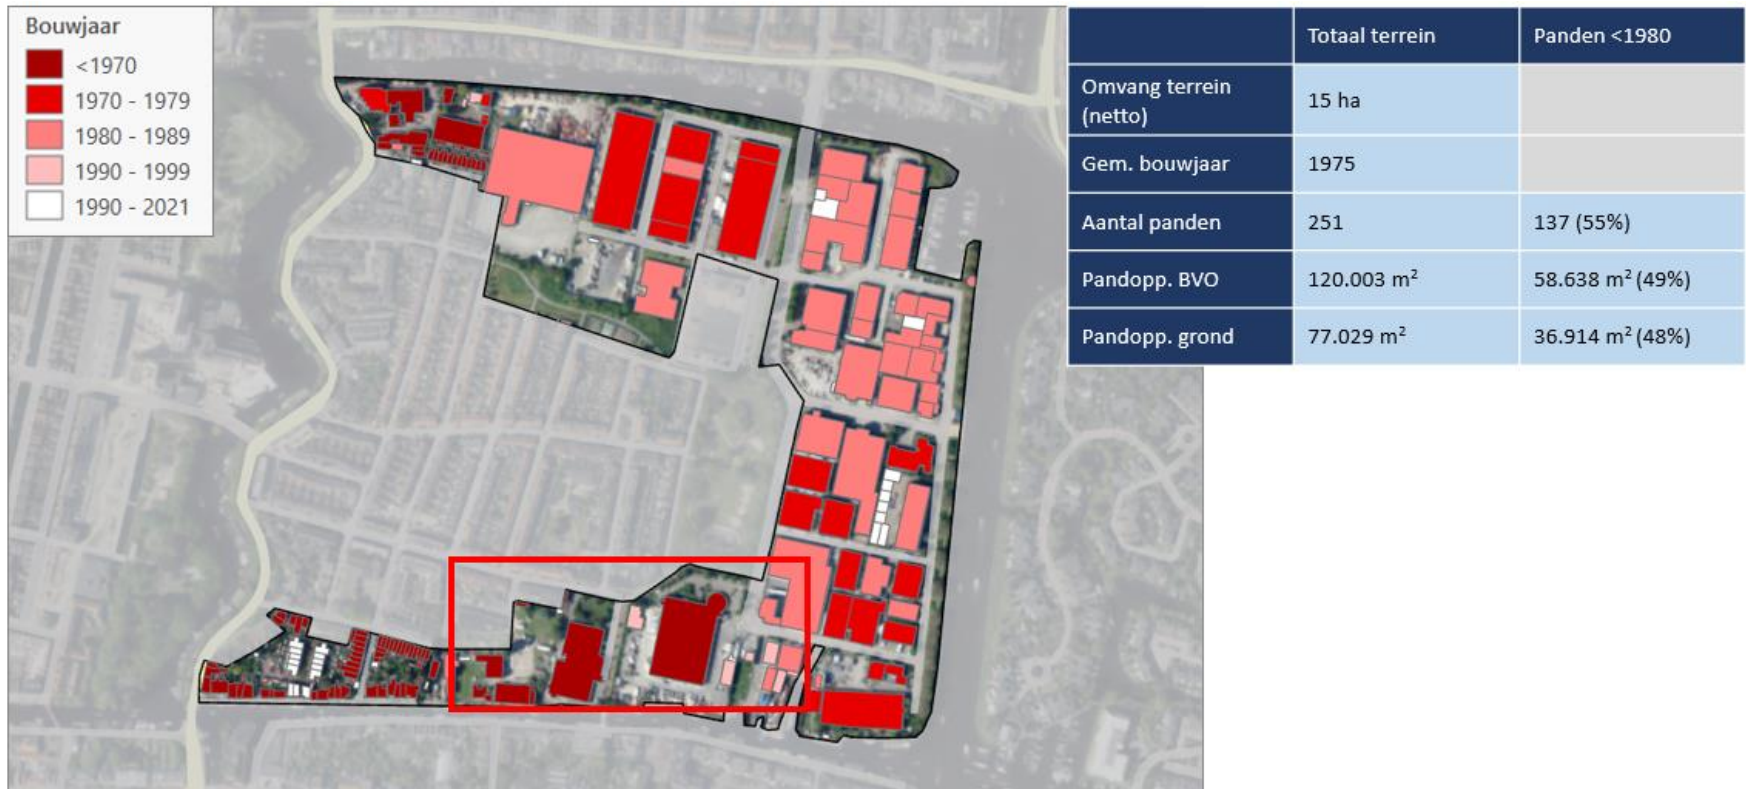 Bouwjaar
<1970
1970 - 1979
1980 - 1989
1990 - 1999
1990 - 2021
Totaal terrein Panden <1980
Omvang terrein
(netto) 15 ha
Gem. bouwjaar 1975
Aantal panden 251 137 (55%)
Pandopp. BVO 120.003 m² 58.638 m² (49%)
Pandopp. grond 77.029 m² 36.914 m² (48%)